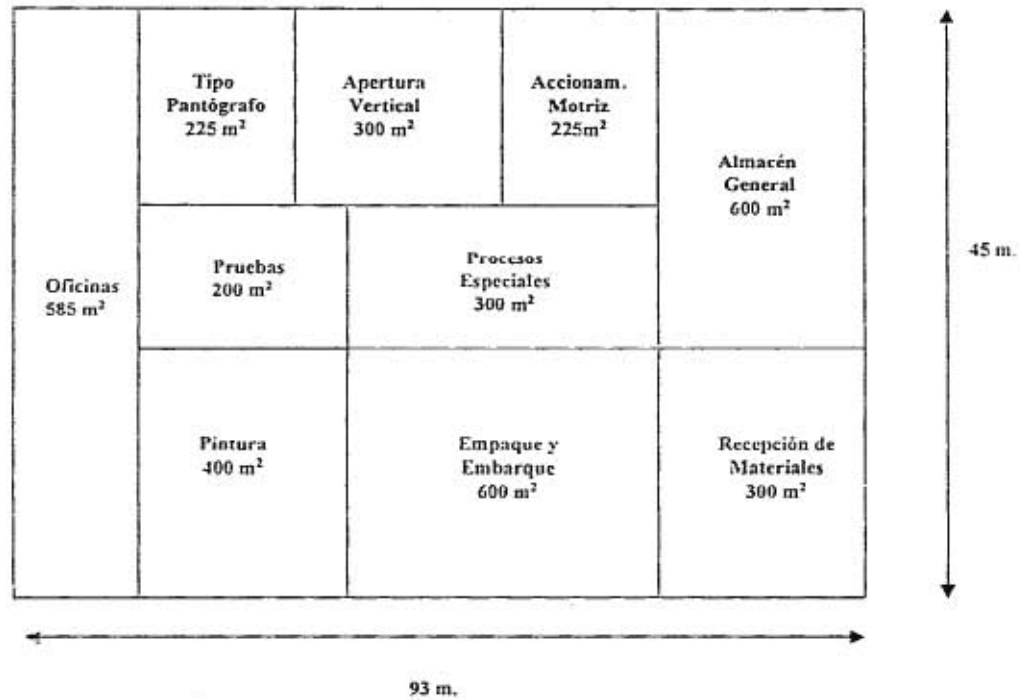 Tipo
Pantógrafo
225 m²
Apertura
Vertical
300 m²
Accionam.
Motriz
225m²
Almacén
General
600 m²
Oficinas
585 m²
Pruebas
200 m²
Procesos
Especiales
300 m²
45 m.
Pintura
400 m²
Empaque y
Embarque
600 m²
Recepción de
Materiales
300 m²
93 m.